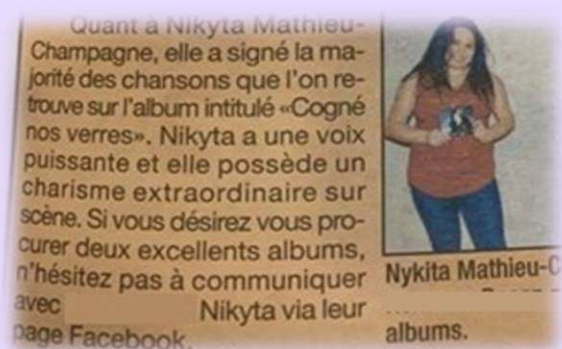 Quant à Nikyta Mathieu-
Champagne, elle a signé la ma-
jorité des chansons que l'on re-
trouve sur l'album intitulé «Cogné
nos verres». Nikyta a une voix
puissante et elle possède un
charisme extraordinaire sur
scène. Si vous désirez vous pro-
curer deux excellents albums,
n'hésitez pas à communiquer
avec Nikyta via leur
page Facebook.
Nykita Mathieu-C
albums.